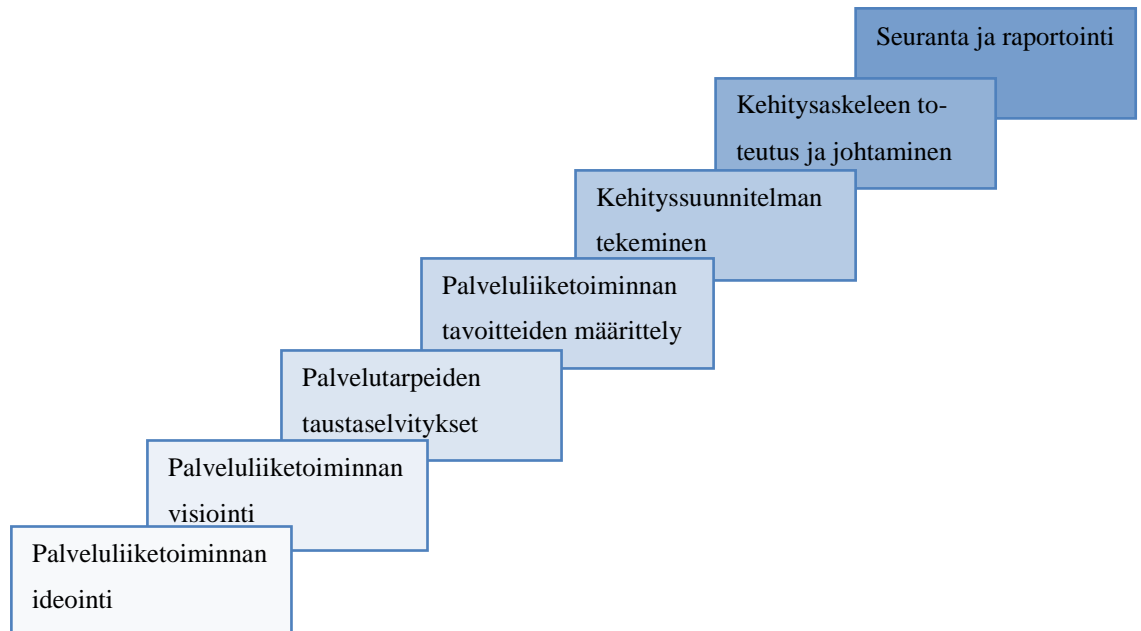 Seuranta ja raportointi
Kehitysaskeleen to-
teutus ja johtaminen
Kehityssuunnitelman
tekeminen
Palveluliiketoiminnan
tavoitteiden määrittely
Palvelutarpeiden
taustaselvitykset
Palveluliiketoiminnan
visiointi
Palveluliiketoiminnan
ideointi